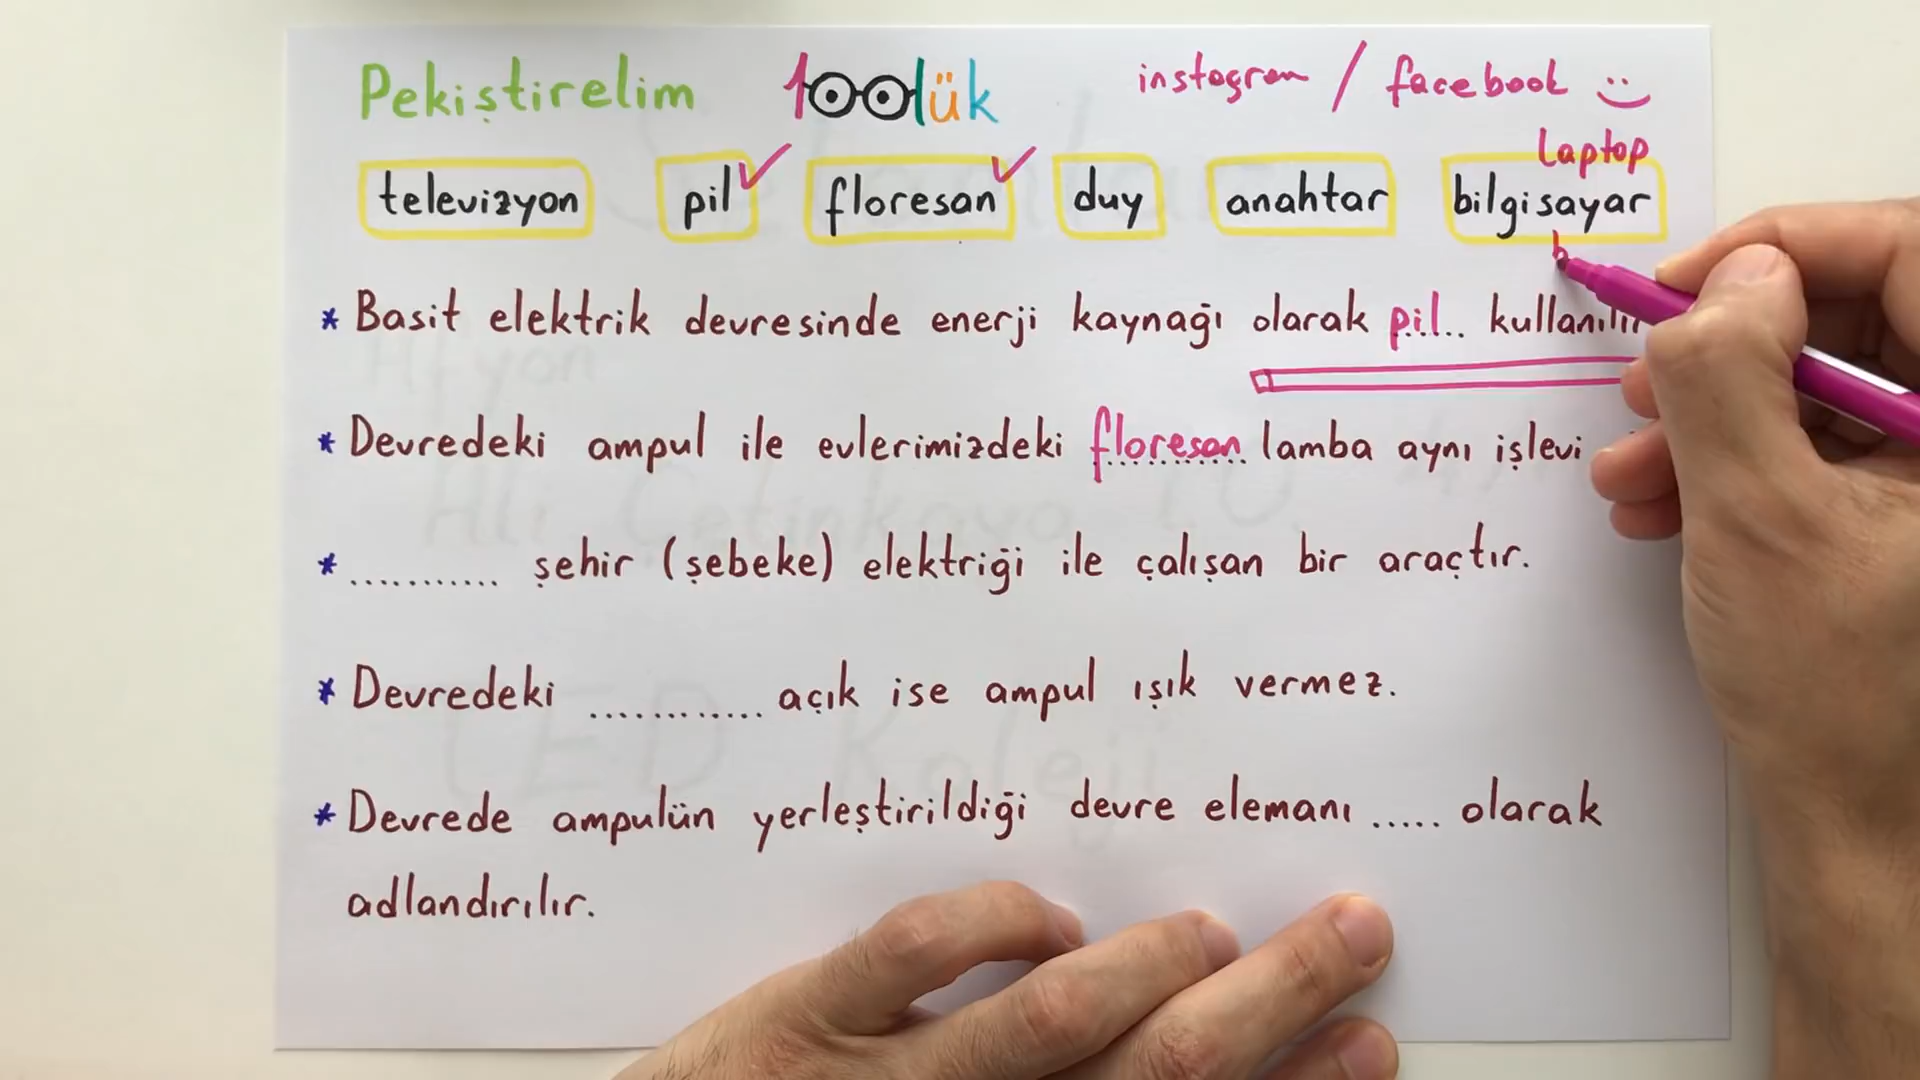 Pekiştirelim 100lük instagram / facebook :)
laptop
televizyon pil floresan duy anahtar bilgisayar
* Basit elektrik devresinde enerji kaynağı olarak pil.. kullanılır
* Devredeki ampul ile evlerimizdeki floresan lamba aynı işlevi
* ........... şehir (şebeke) elektriği ile çalışan bir araçtır.
* Devredeki ............. açık ise ampul ışık vermez.
* Devrede ampulün yerleştirildiği devre elemanı ..... olarak
adlandırılır.